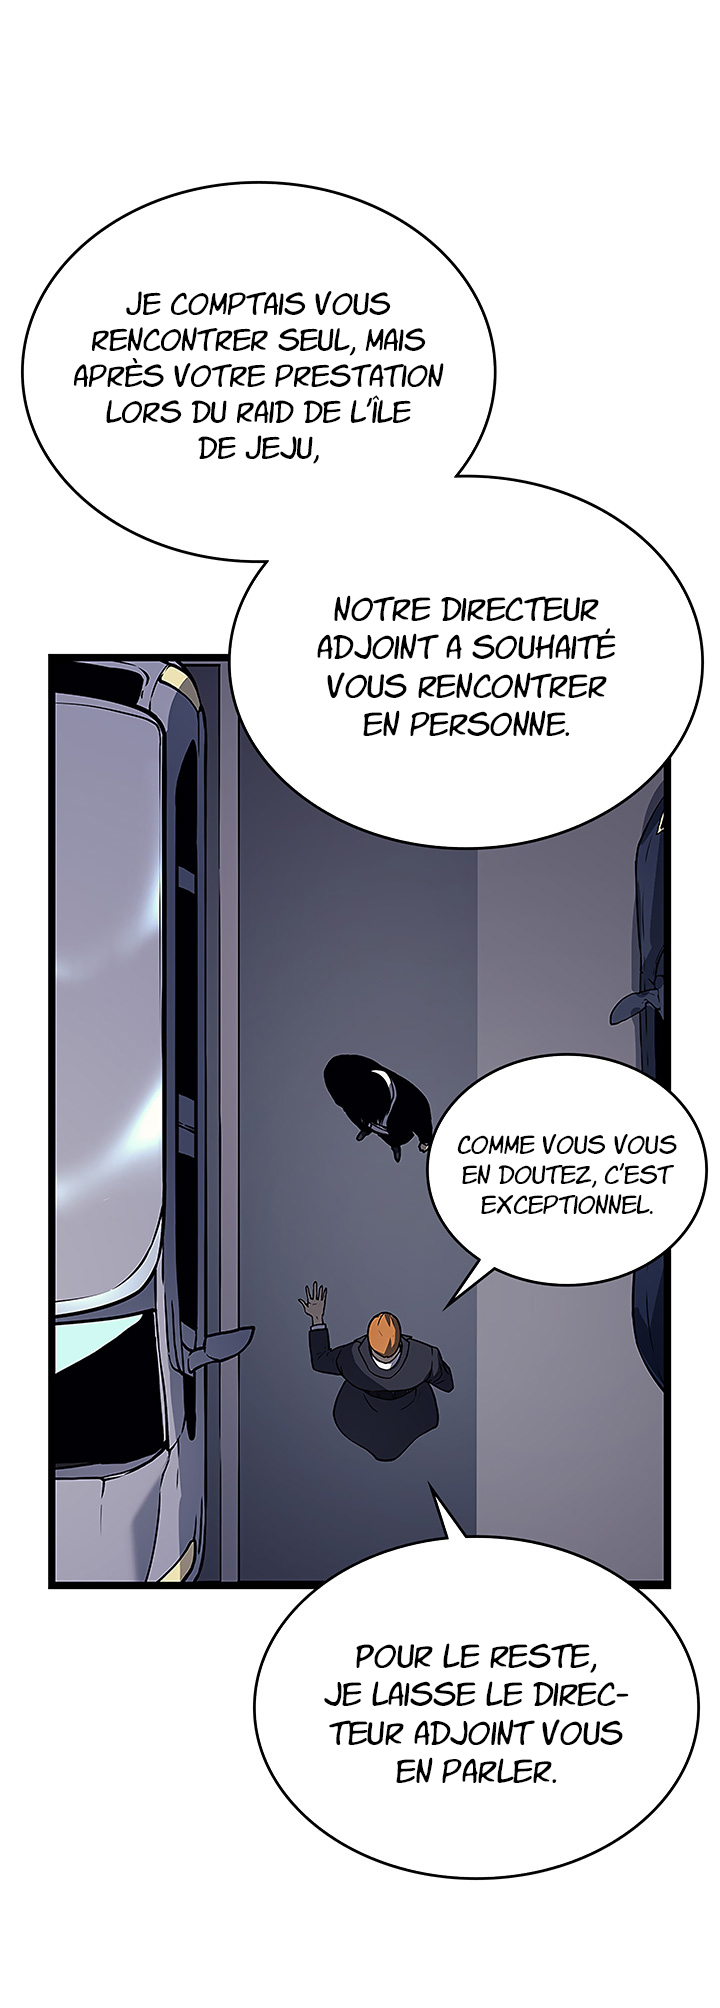 JE COMPTAIS VOUS
RENCONTRER SEUL, MAIS
APRÈS VOTRE PRESTATION
LORS DU RAID DE L'ÎLE
DE JEJU,
NOTRE DIRECTEUR
ADJOINT A SOUHAITÉ
VOUS RENCONTRER
EN PERSONNE.
COMME VOUS VOUS
EN DOUTEZ, C'EST
EXCEPTIONNEL.
POUR LE RESTE,
JE LAISSE LE DIREC-
TEUR ADJOINT VOUS
EN PARLER.